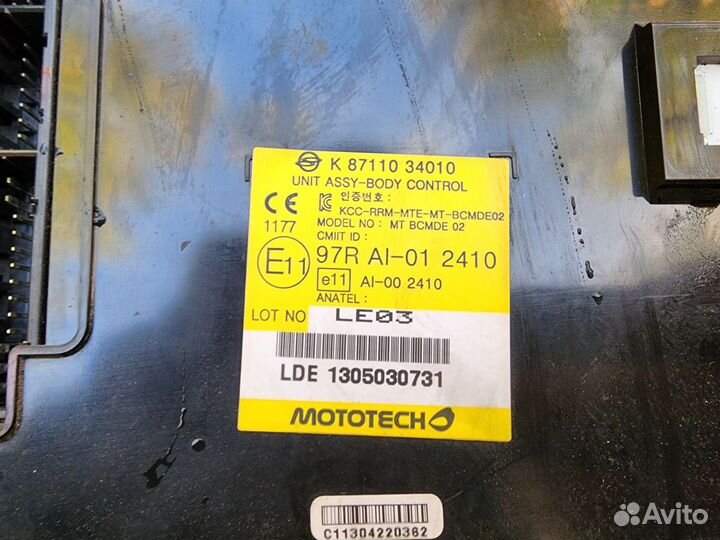 K 87110 34010
UNIT ASSY-BODY CONTROL
인증번호 :
KCC-RRM-MTE-MT-BCMDE02
CE
1177
MODEL NO : MT BCMDE 02
CMIIT ID :
E11
97R AI-01 2410
e11 AI-00 2410
ANATEL :
LOT NO LE03
LDE 1305030731
MOTOTECH
C11304220362
Avito